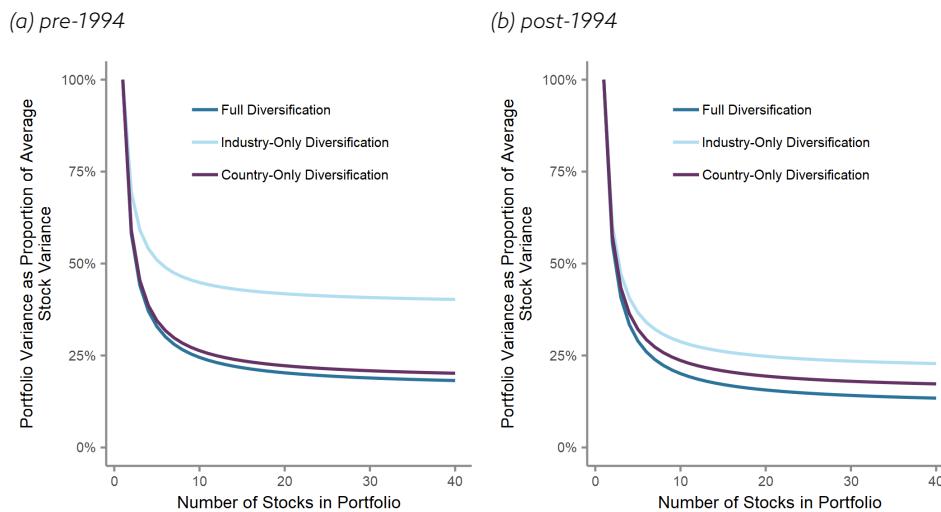 (a) pre-1994
Portfolio Variance as Proportion of Average
Stock Variance
100%
75%
50%
25%
0%
Full Diversification
Industry-Only Diversification
Country-Only Diversification
0 10 20 30 40
Number of Stocks in Portfolio
(b) post-1994
Portfolio Variance as Proportion of Average
Stock Variance
100%
75%
50%
25%
0%
Full Diversification
Industry-Only Diversification
Country-Only Diversification
0 10 20 30 40
Number of Stocks in Portfolio